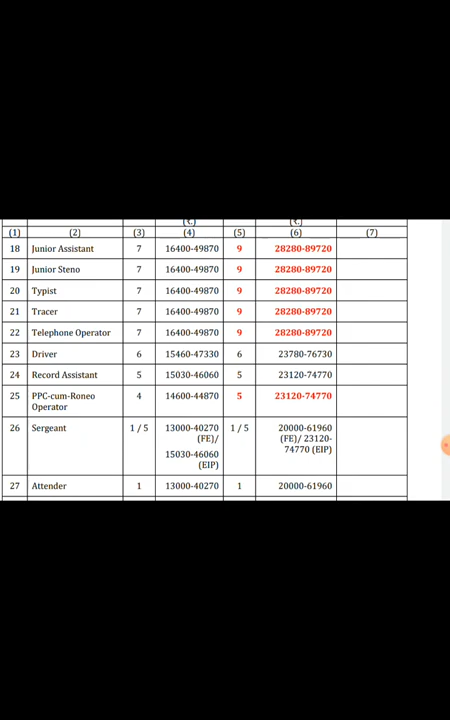 (₹) (₹)
(1) (2) (3) (4) (5) (6) (7)
18 Junior Assistant 7 16400-49870 9 28280-89720
19 Junior Steno 7 16400-49870 9 28280-89720
20 Typist 7 16400-49870 9 28280-89720
21 Tracer 7 16400-49870 9 28280-89720
22 Telephone Operator 7 16400-49870 9 28280-89720
23 Driver 6 15460-47330 6 23780-76730
24 Record Assistant 5 15030-46060 5 23120-74770
25 PPC-cum-Roneo 4 14600-44870 5 23120-74770
Operator
26 Sergeant 1 / 5 13000-40270 1 / 5 20000-61960
(FE)/ (FE)/ 23120-
15030-46060 74770 (EIP)
(EIP)
27 Attender 1 13000-40270 1 20000-61960